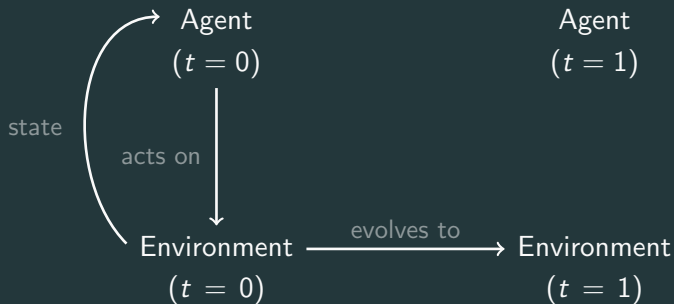 Agent
(t = 0)
Agent
(t = 1)
state
acts on
evolves to
Environment
(t = 0)
Environment
(t = 1)